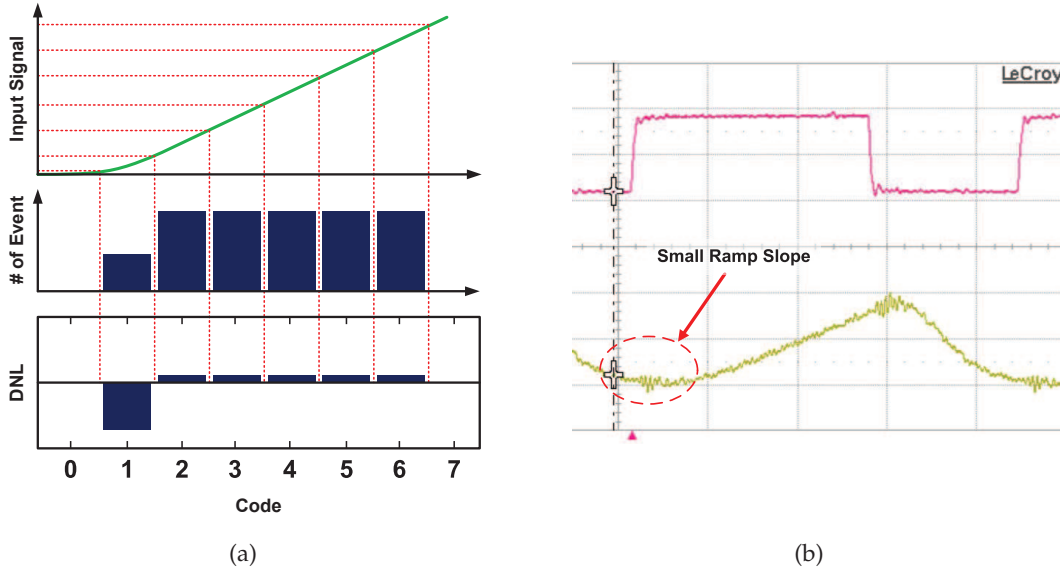 Input Signal
# of Event
DNL
0 1 2 3 4 5 6 7
Code
(a)
LeCroy
Small Ramp Slope
(b)